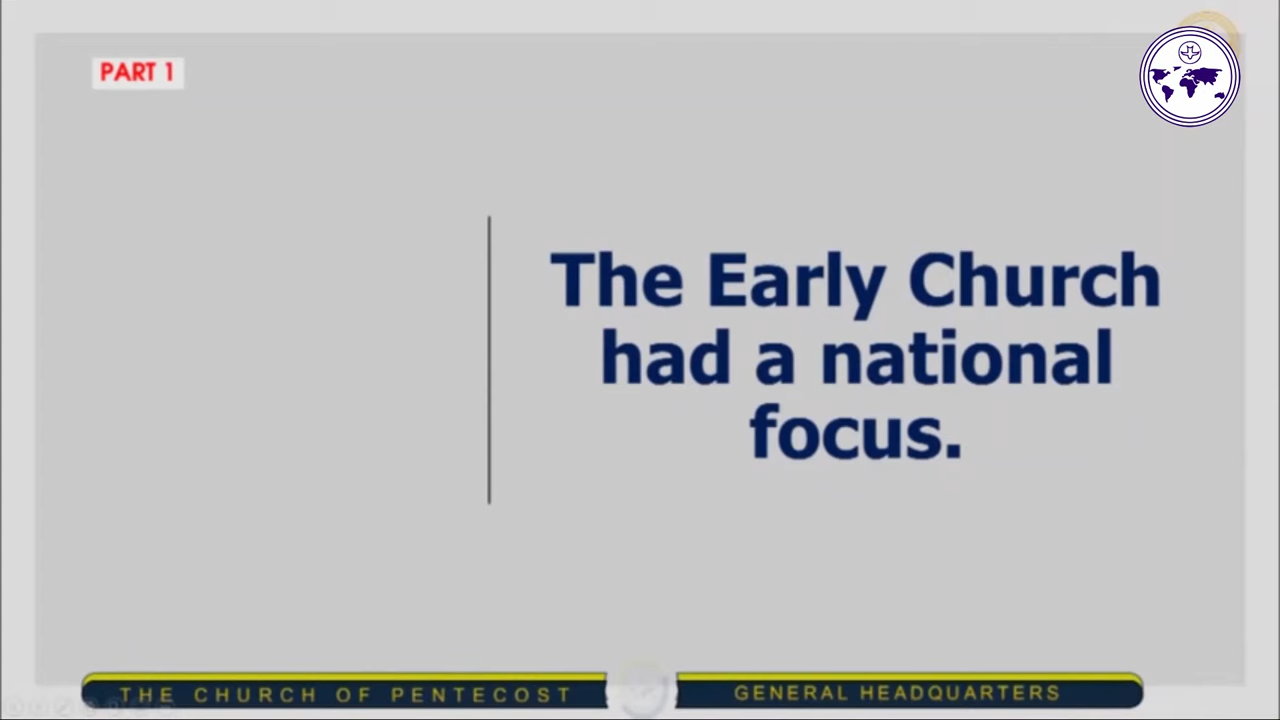 PART 1
The Early Church
had a national
focus.
THE CHURCH OF PENTECOST
GENERAL HEADQUARTERS